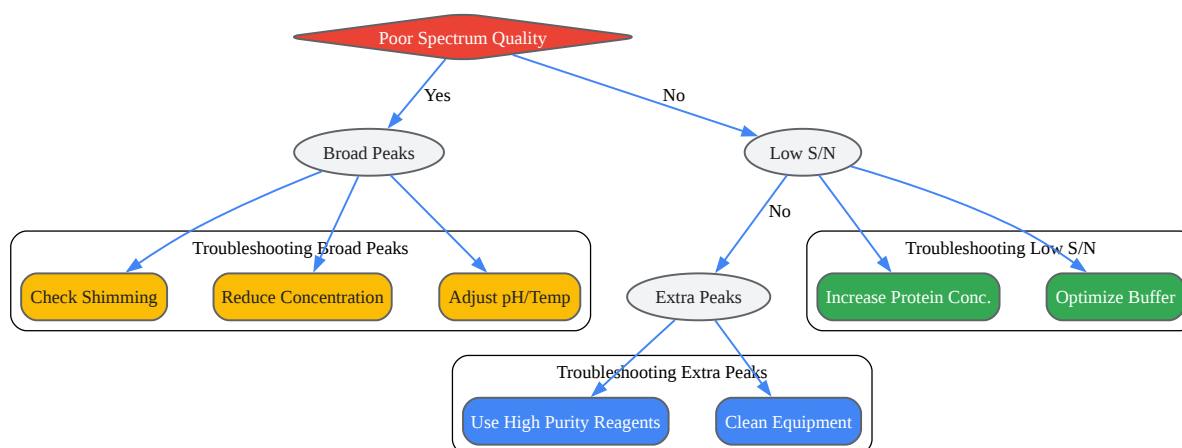 Poor Spectrum Quality
Yes
No
Broad Peaks
Low S/N
No
Troubleshooting Broad Peaks
Troubleshooting Low S/N
Check Shimming
Reduce Concentration
Adjust pH/Temp
Extra Peaks
Increase Protein Conc.
Optimize Buffer
Troubleshooting Extra Peaks
Use High Purity Reagents
Clean Equipment